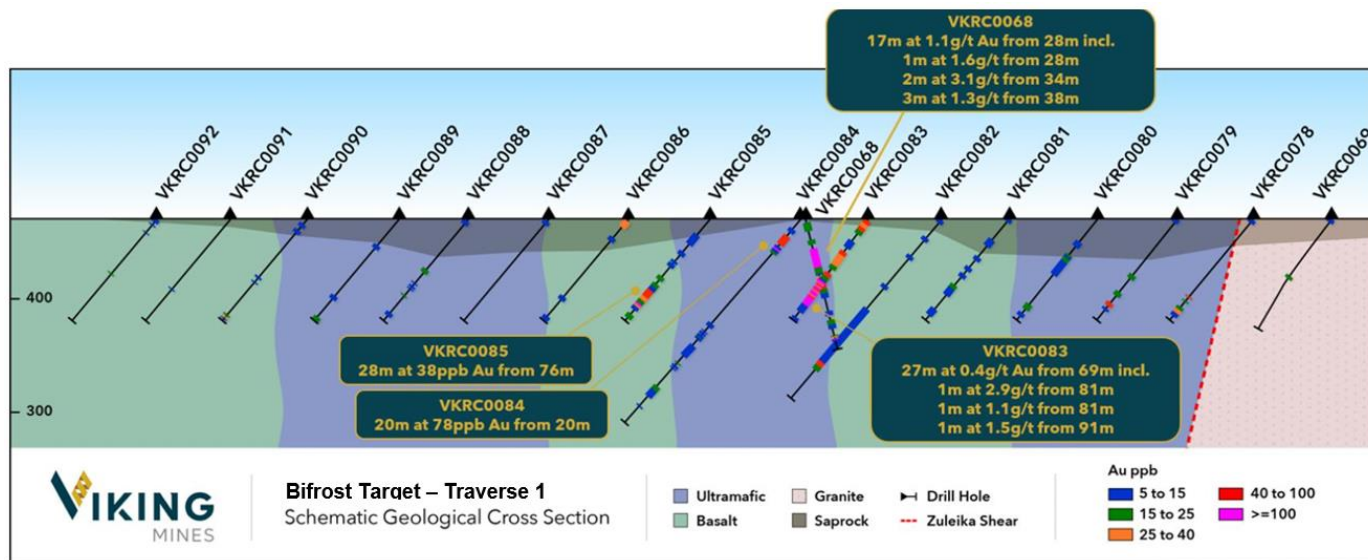 VKRC0068
17m at 1.1g/t Au from 28m incl.
1m at 1.6g/t from 28m
2m at 3.1g/t from 34m
3m at 1.3g/t from 38m
VKRC0092
VKRC0091
VKRC0090
VKRC0089
VKRC0088
VKRC0087
VKRC0086
VKRC0085
VKRC0084
VKRC0068
VKRC0083
VKRC0082
VKRC0081
VKRC0080
VKRC0079
VKRC0078
VKRC0069
400
300
VKRC0085
28m at 38ppb Au from 76m
VKRC0084
20m at 78ppb Au from 20m
VKRC0083
27m at 0.4g/t Au from 69m incl.
1m at 2.9g/t from 81m
1m at 1.1g/t from 81m
1m at 1.5g/t from 91m
VIKING
MINES
Bifrost Target – Traverse 1
Schematic Geological Cross Section
Ultramafic
Basalt
Granite
Saprock
Drill Hole
Zuleika Shear
Au ppb
5 to 15
15 to 25
25 to 40
40 to 100
>=100